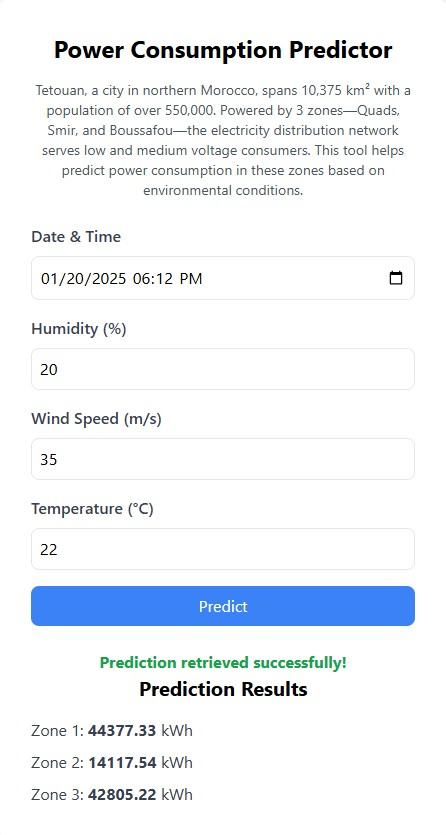 Power Consumption Predictor
Tetouan, a city in northern Morocco, spans 10,375 km² with a
population of over 550,000. Powered by 3 zones—Quads,
Smir, and Boussafou—the electricity distribution network
serves low and medium voltage consumers. This tool helps
predict power consumption in these zones based on
environmental conditions.
Date & Time
01/20/2025 06:12 PM
Humidity (%)
20
Wind Speed (m/s)
35
Temperature (°C)
22
Predict
Prediction retrieved successfully!
Prediction Results
Zone 1: 44377.33 kWh
Zone 2: 14117.54 kWh
Zone 3: 42805.22 kWh